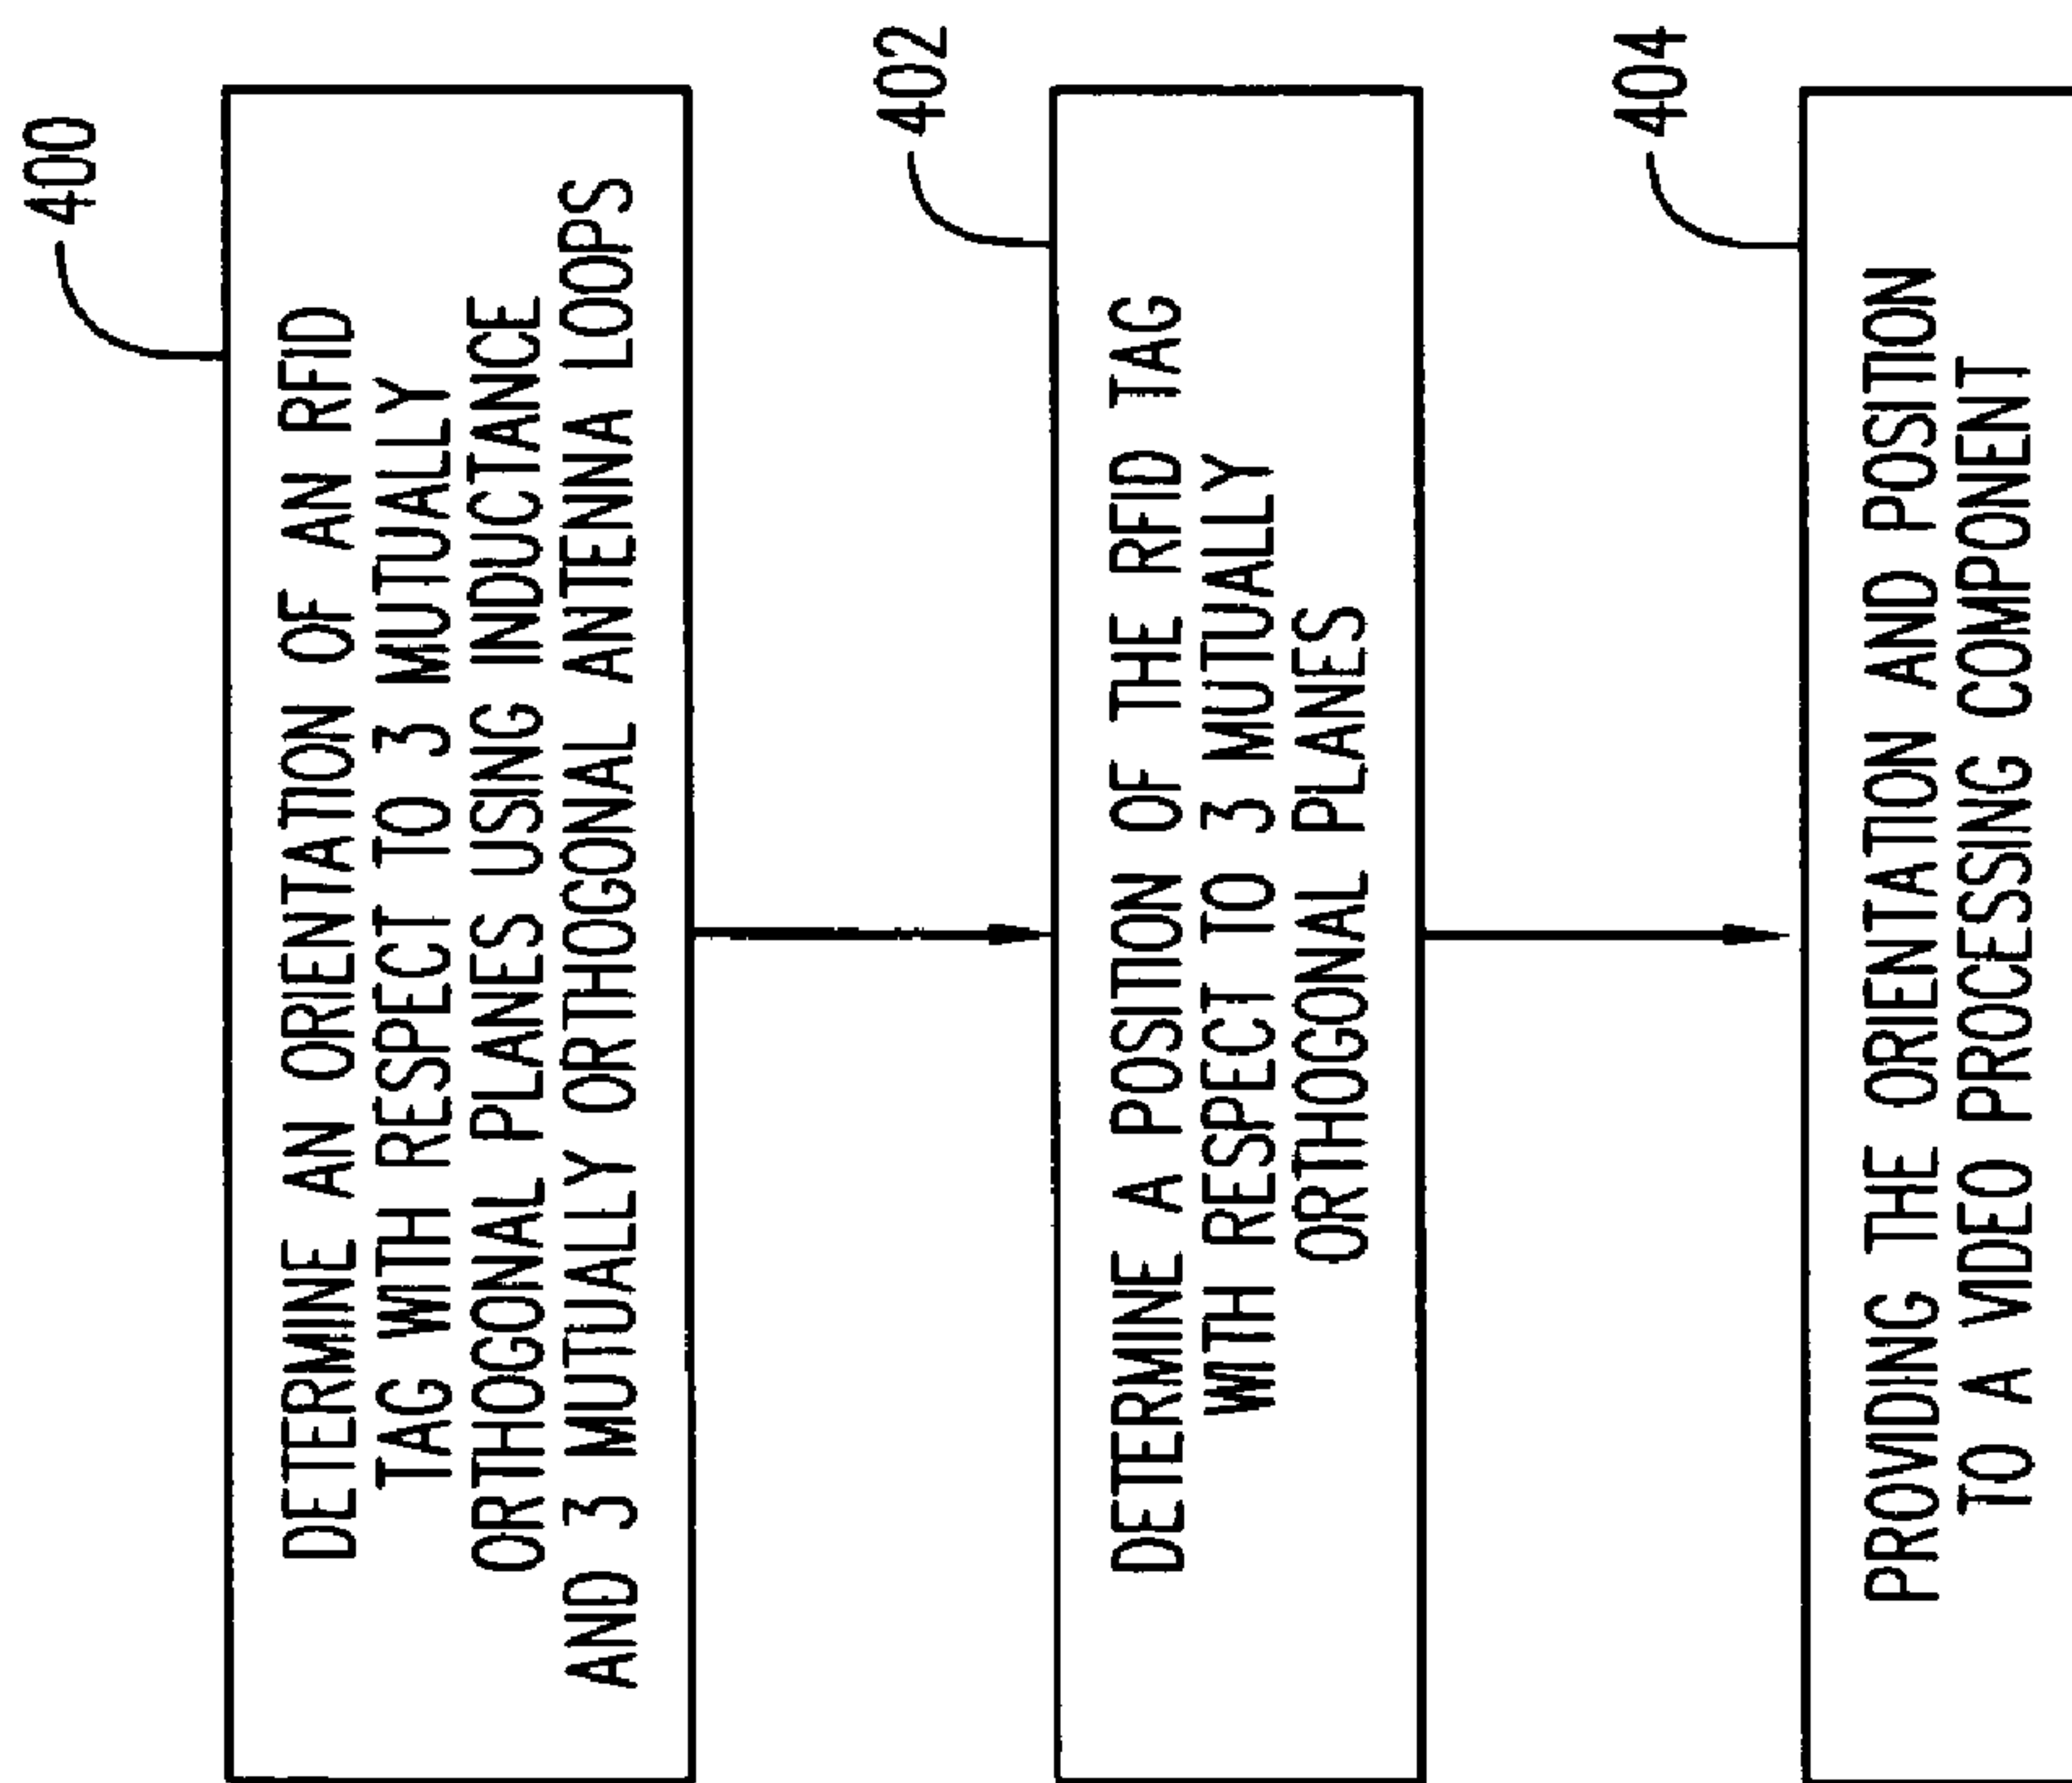 400
DETERMINE AN ORIENTATION OF AN RFID
TAG WITH RESPECT TO 3 MUTUALLY
ORTHOGONAL PLANES USING INDUCTANCE
AND 3 MUTUALLY ORTHOGONAL ANTENNA LOOPS
402
DETERMINE A POSITION OF THE RFID TAG
WITH RESPECT TO 3 MUTUALLY
ORTHOGONAL PLANES
404
PROVIDING THE ORIENTATION AND POSITION
TO A VIDEO PROCESSING COMPONENT